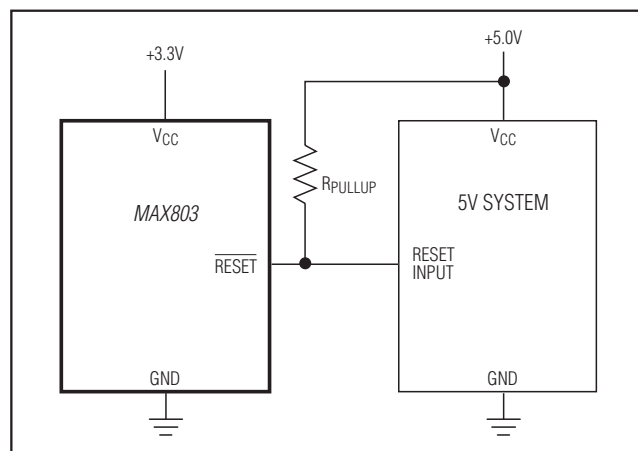 +3.3V
+5.0V
VCC
VCC
RPULLUP
MAX803
5V SYSTEM
RESET
RESET
INPUT
GND
GND